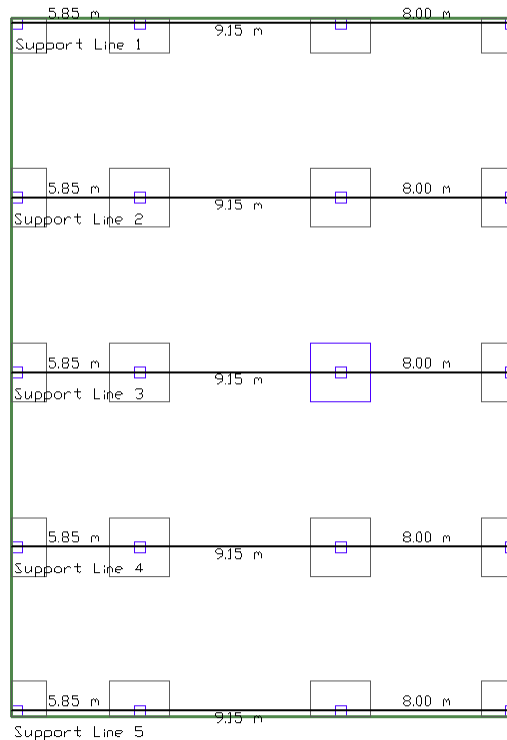 5.85 m 8.00 m
9.15 m
Support Line 1
5.85 m 8.00 m
9.15 m
Support Line 2
5.85 m 8.00 m
9.15 m
Support Line 3
5.85 m 8.00 m
9.15 m
Support Line 4
5.85 m 8.00 m
9.15 m
Support Line 5